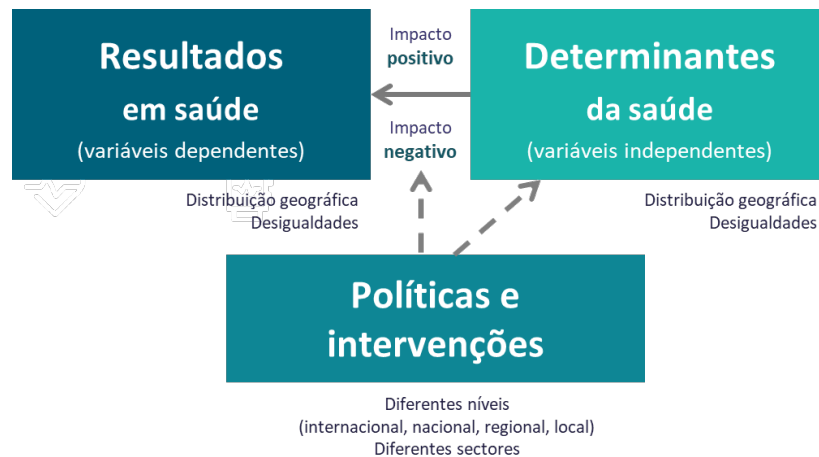 Resultados
em saúde
(variáveis dependentes)
Impacto
positivo
Impacto
negativo
Determinantes
da saúde
(variáveis independentes)
Distribuição geográfica
Desigualdades
Distribuição geográfica
Desigualdades
Políticas e
intervenções
Diferentes níveis
(internacional, nacional, regional, local)
Diferentes sectores